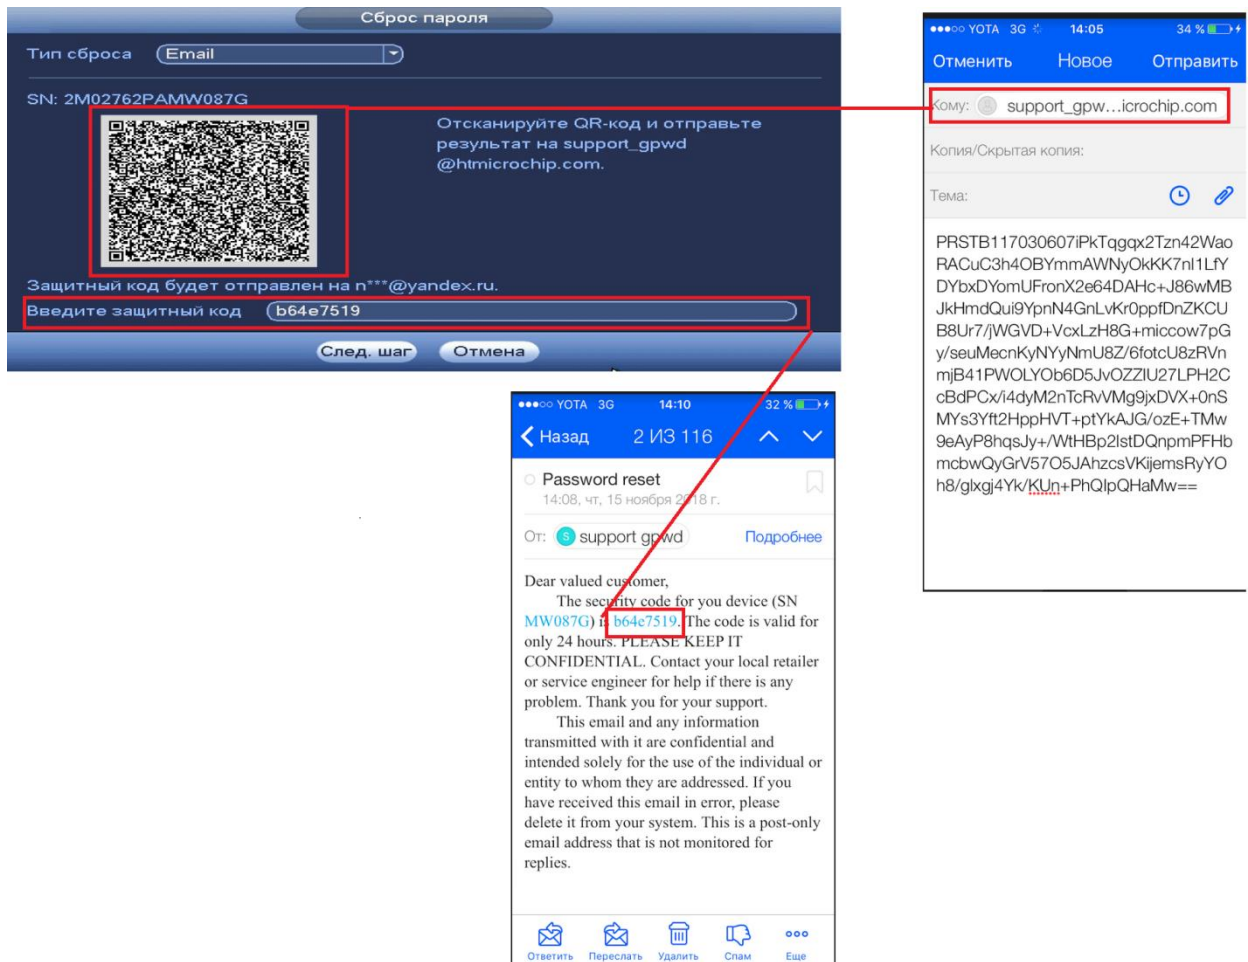 Сброс пароля
Тип сброса Email
SN: 2M02762PAMW087G
Отсканируйте QR-код и отправьте
результат на support_gpwd
@htmicrochip.com.
Защитный код будет отправлен на n***@yandex.ru.
Введите защитный код b64e7519
След. шаг Отмена
YOTA 3G 14:05 34 %
Отменить Новое Отправить
Кому: support_gpw...icrochip.com
Копия/Скрытая копия:
Тема:
PRSTB117030607iPkTqgqx2Tzn42Wao
RACuC3h4OBYmmAWNyOkKK7nl1LfY
DYbxDYomUFronX2e64DAHc+J86wMB
JkHmdQui9YpnN4GnLvKr0ppfDnZKCU
B8Ur7/jWGVD+VcxLzH8G+miccow7pG
y/seuMecnKyNYyNmU8Z/6fotcU8zRVn
mjB41PWOLYOb6D5JvOZZIU27LPH2C
cBdPCx/i4dyM2nTcRvVMg9jxDVX+0nS
MYs3Yft2HppHVT+ptYkAJG/ozE+TMw
9eAyP8hqsJy+/WtHBp2lstDQnpmPFHb
mcbwQyGrV57O5JAhzcsVKijemsRyYO
h8/glxgj4Yk/KUn+PhQIpQHaMw==
YOTA 3G 14:10 32 %
Назад 2 ИЗ 116
Password reset
14:08, чт, 15 ноября 2018 г.
От: S support gpwd Подробнее
Dear valued customer,
The security code for you device (SN
MW087G) is b64e7519. The code is valid for
only 24 hours. PLEASE KEEP IT
CONFIDENTIAL. Contact your local retailer
or service engineer for help if there is any
problem. Thank you for your support.
This email and any information
transmitted with it are confidential and
intended solely for the use of the individual or
entity to whom they are addressed. If you
have received this email in error, please
delete it from your system. This is a post-only
email address that is not monitored for
replies.
Ответить Переслать Удалить Спам Еще